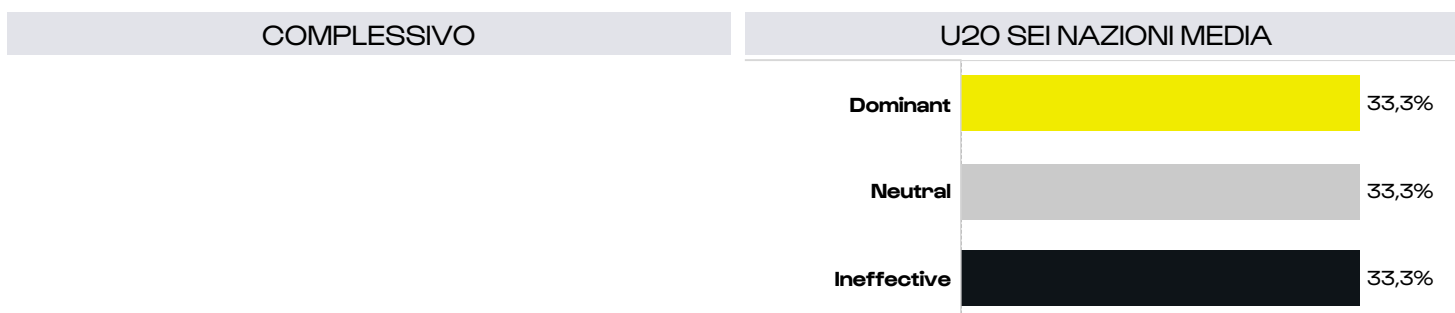 COMPLESSIVO
U20 SEI NAZIONI MEDIA
Dominant 33,3%
Neutral 33,3%
Ineffective 33,3%